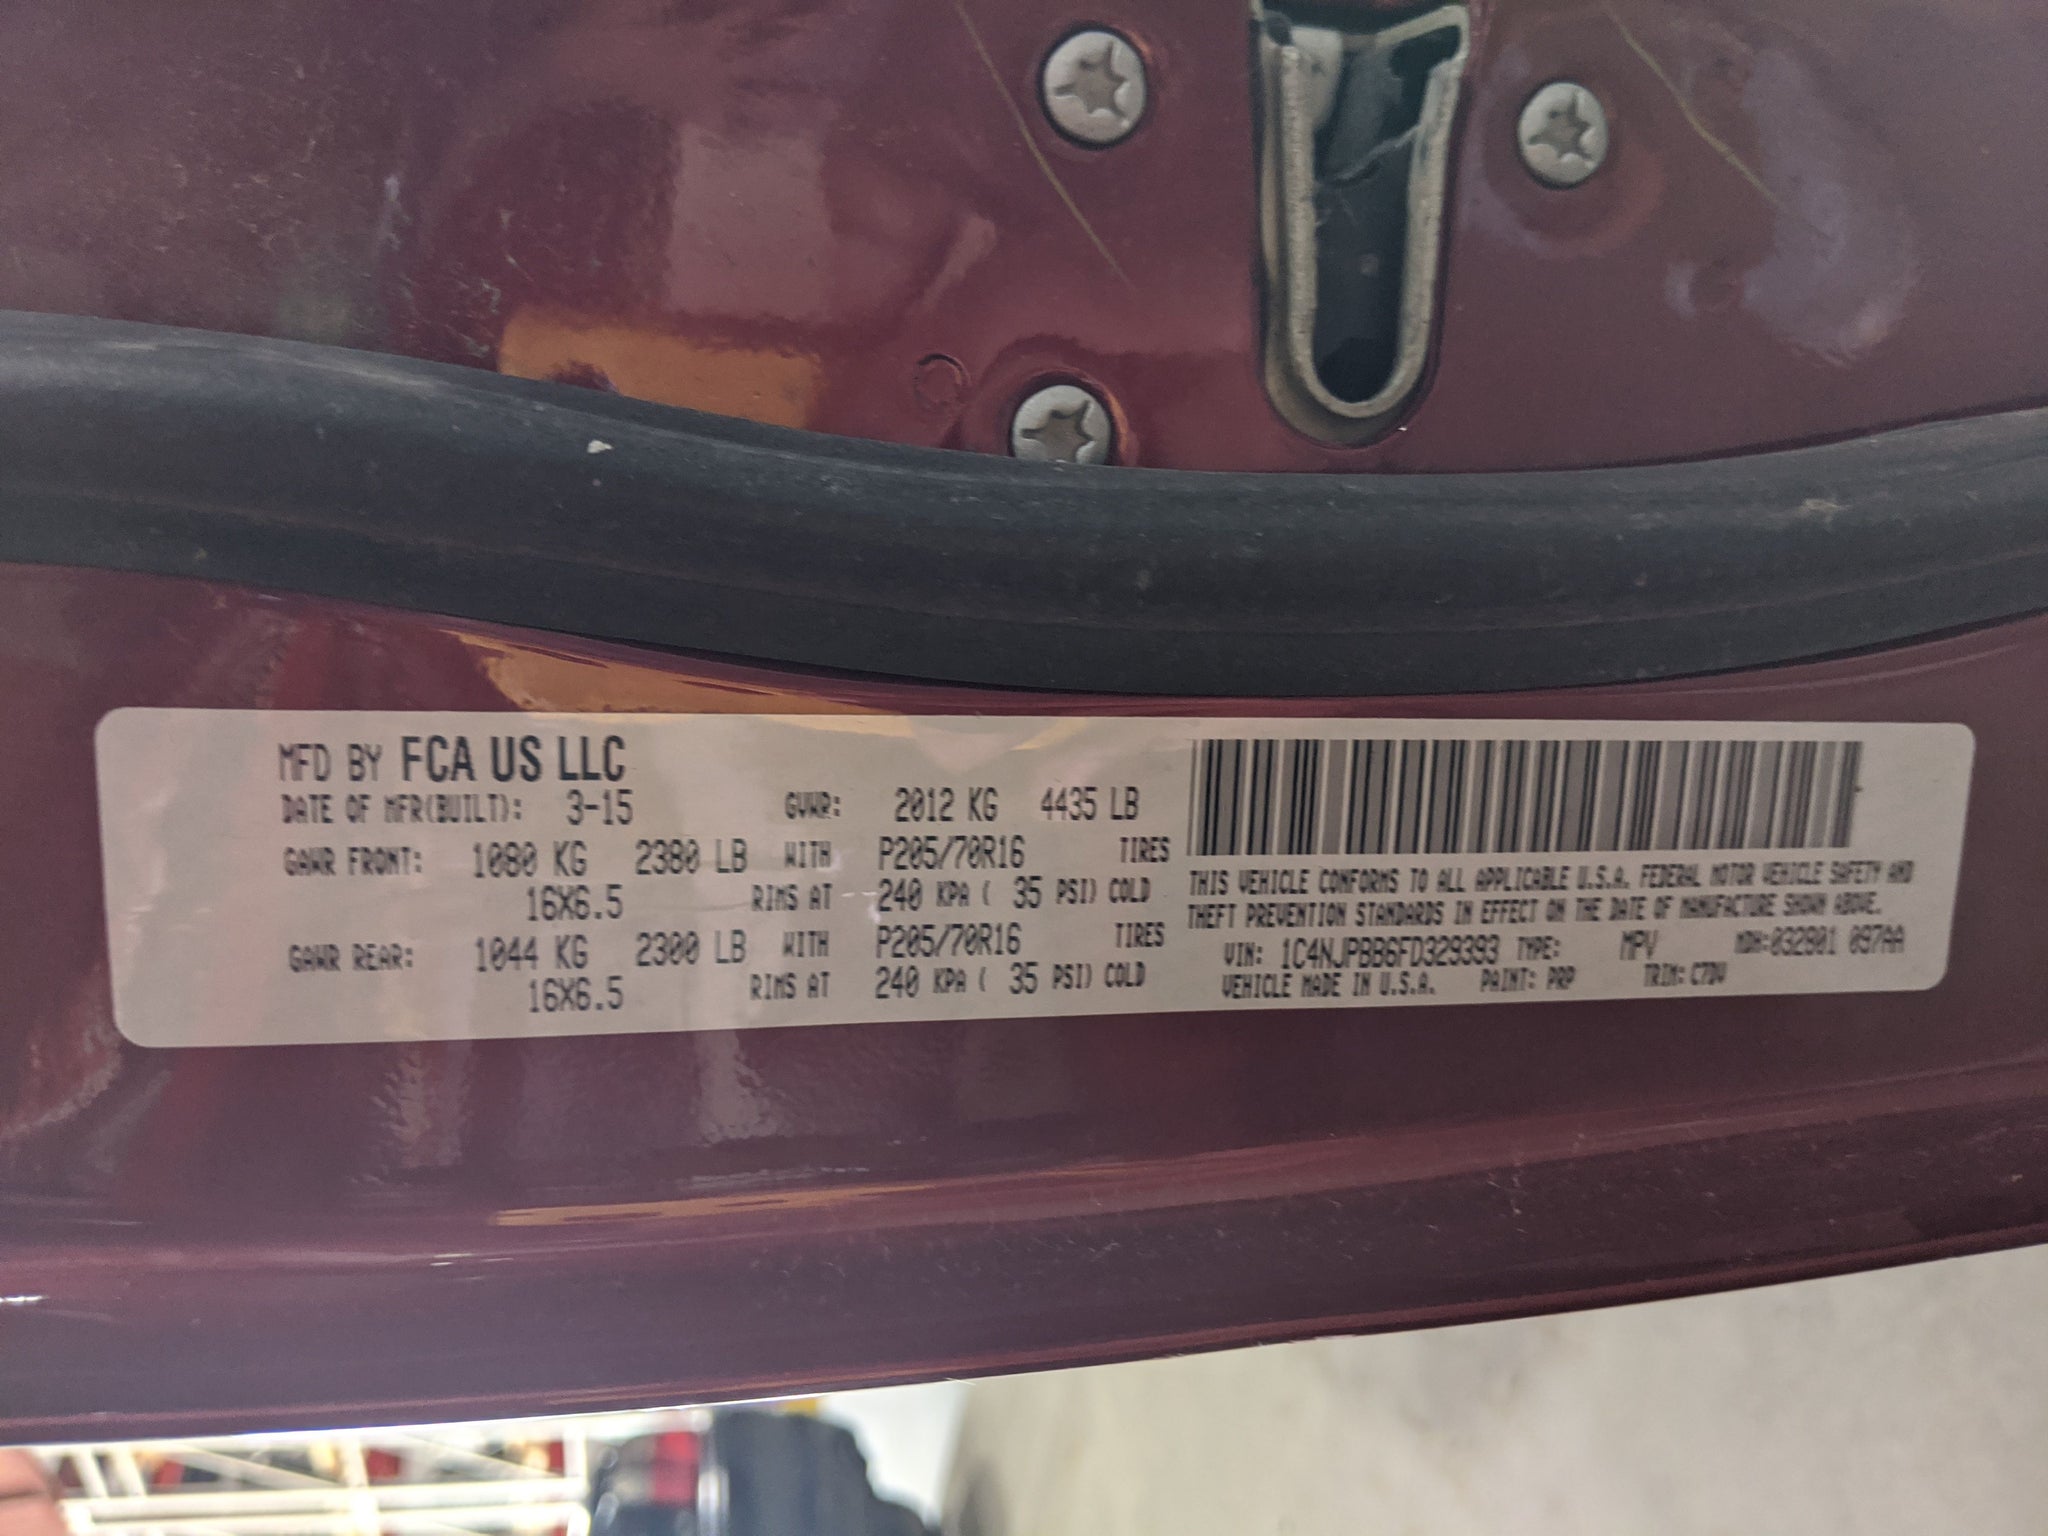 MFD BY FCA US LLC
DATE OF MFR(BUILT): 3-15 GVWR: 2012 KG 4435 LB
GAWR FRONT: 1080 KG 2380 LB WITH P205/70R16 TIRES
16X6.5 RIMS AT 240 KPA ( 35 PSI) COLD
GAWR REAR: 1044 KG 2300 LB WITH P205/70R16 TIRES
16X6.5 RIMS AT 240 KPA ( 35 PSI) COLD
THIS VEHICLE CONFORMS TO ALL APPLICABLE U.S.A. FEDERAL MOTOR VEHICLE SAFETY AND
THEFT PREVENTION STANDARDS IN EFFECT ON THE DATE OF MANUFACTURE SHOWN ABOVE.
VIN: 1C4NJPBB6FD329393 TYPE: MPV MDH:032801 097AA
VEHICLE MADE IN U.S.A. PAINT: PRP TRIM: C7DV